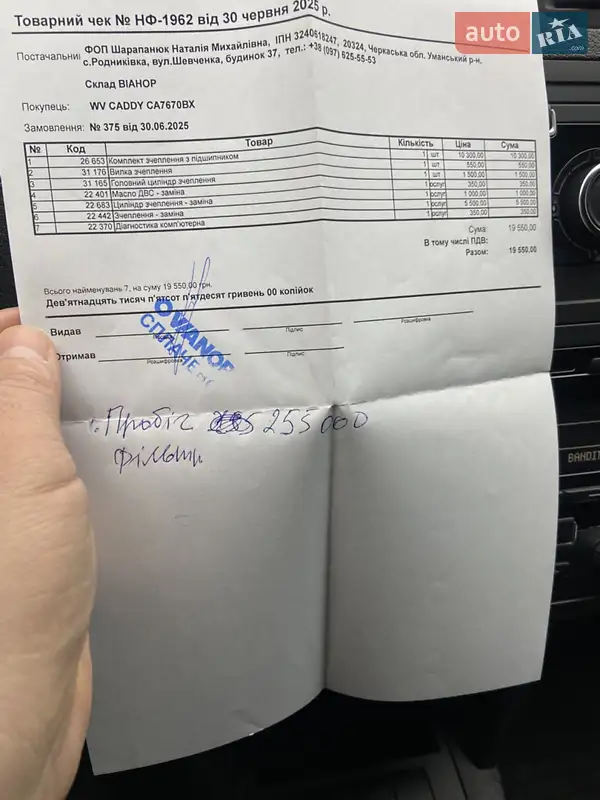 auto RIA .com
Товарний чек № НФ-1962 від 30 червня 2025 р.
Постачальник ФОП Шарапанюк Наталія Михайлівна, ІПН 3240618247, 20324, Черкаська обл. Уманський р-н.
с.Родниківка, вул.Шевченка, будинок 37, тел.: +38 (097) 625-55-53
Склад ВІАНОР
Покупець: WV CADDY CA7670BX
Замовлення: № 375 від 30.06.2025
№ Код Товар Кількість Ціна Сума
1 26 653 Комплект зчеплення з підшипником 1 шт 10 300,00 10 300,00
2 31 176 Вилка зчеплення 1 шт 550,00 550,00
3 31 165 Головний циліндр зчеплення 1 шт 1 500,00 1 500,00
4 22 401 Масло ДВС - заміна 1 послуг 350,00 350,00
5 22 683 Циліндр зчеплення - заміна 1 послуг 1 000,00 1 000,00
6 22 442 Зчеплення - заміна 1 послуг 5 500,00 5 500,00
7 22 370 Діагностика комп'ютерна 1 послуг 350,00 350,00
Сума: 19 550,00
В тому числі ПДВ:
Разом: 19 550,00
Всього найменувань 7, на суму 19 550,00 грн.
Дев'ятнадцять тисяч п'ятсот п'ятдесят гривень 00 копійок
Видав Підпис Розшифровка
Отримав Розшифровка Підпис
VIANOR
СПЛАЧЕНО
Пробіг 255000
Фільтри
BANDIT